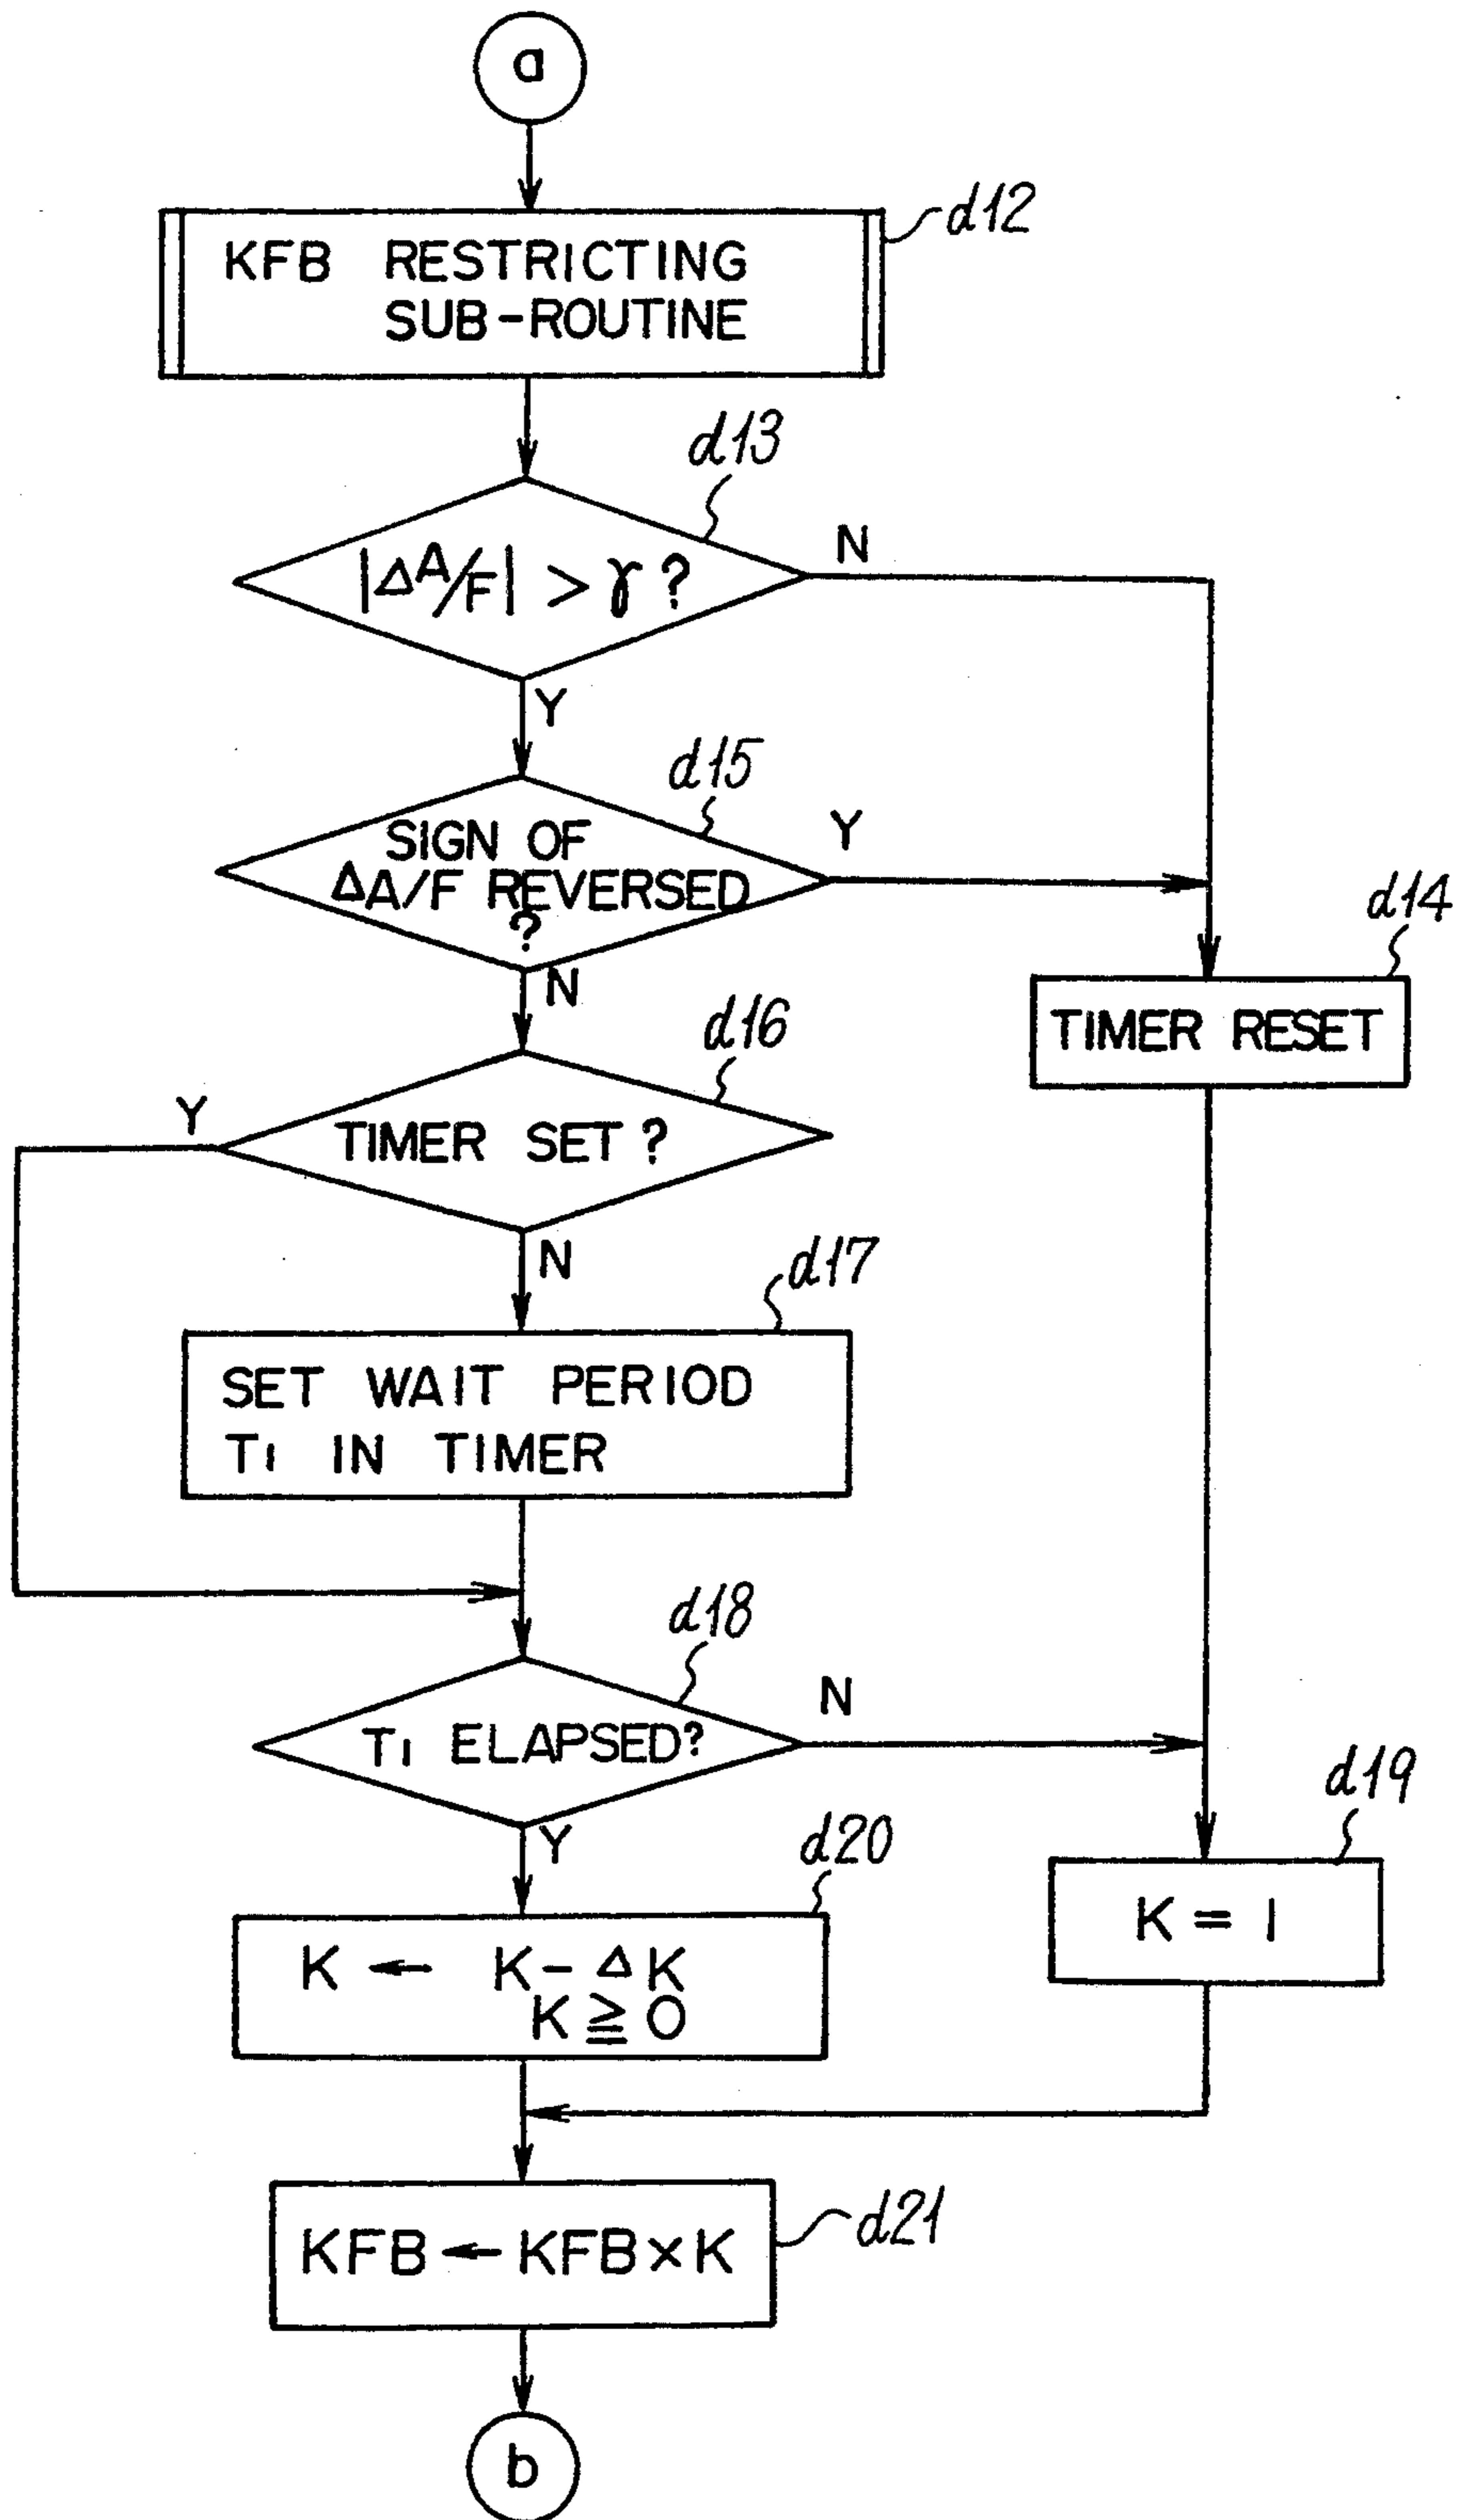 a
d12
KFB RESTRICTING
SUB-ROUTINE
d13
|ΔA/F| > γ ?
N
Y
d15
SIGN OF
ΔA/F REVERSED
?
Y
N
d14
TIMER RESET
d16
Y
TIMER SET ?
N
d17
SET WAIT PERIOD
T1 IN TIMER
d18
T1 ELAPSED?
N
Y
d19
K = 1
d20
K ← K - ΔK
K ≧ 0
d21
KFB ← KFB × K
b